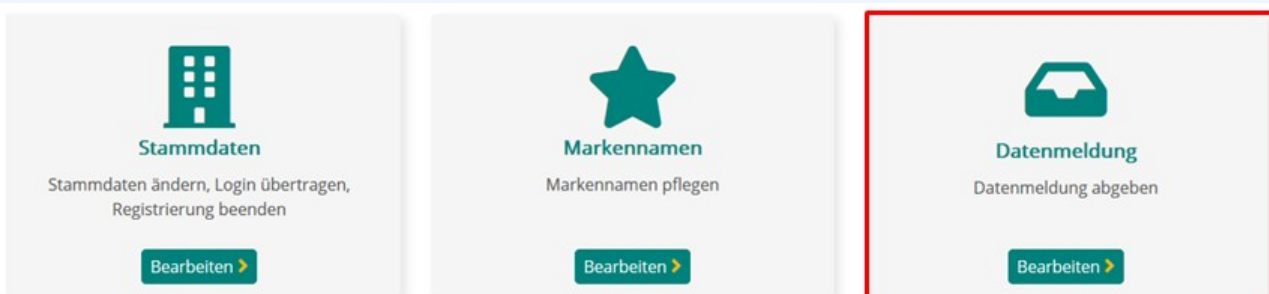 Stammdaten
Stammdaten ändern, Login übertragen,
Registrierung beenden
Bearbeiten
Markennamen
Markennamen pflegen
Bearbeiten
Datenmeldung
Datenmeldung abgeben
Bearbeiten